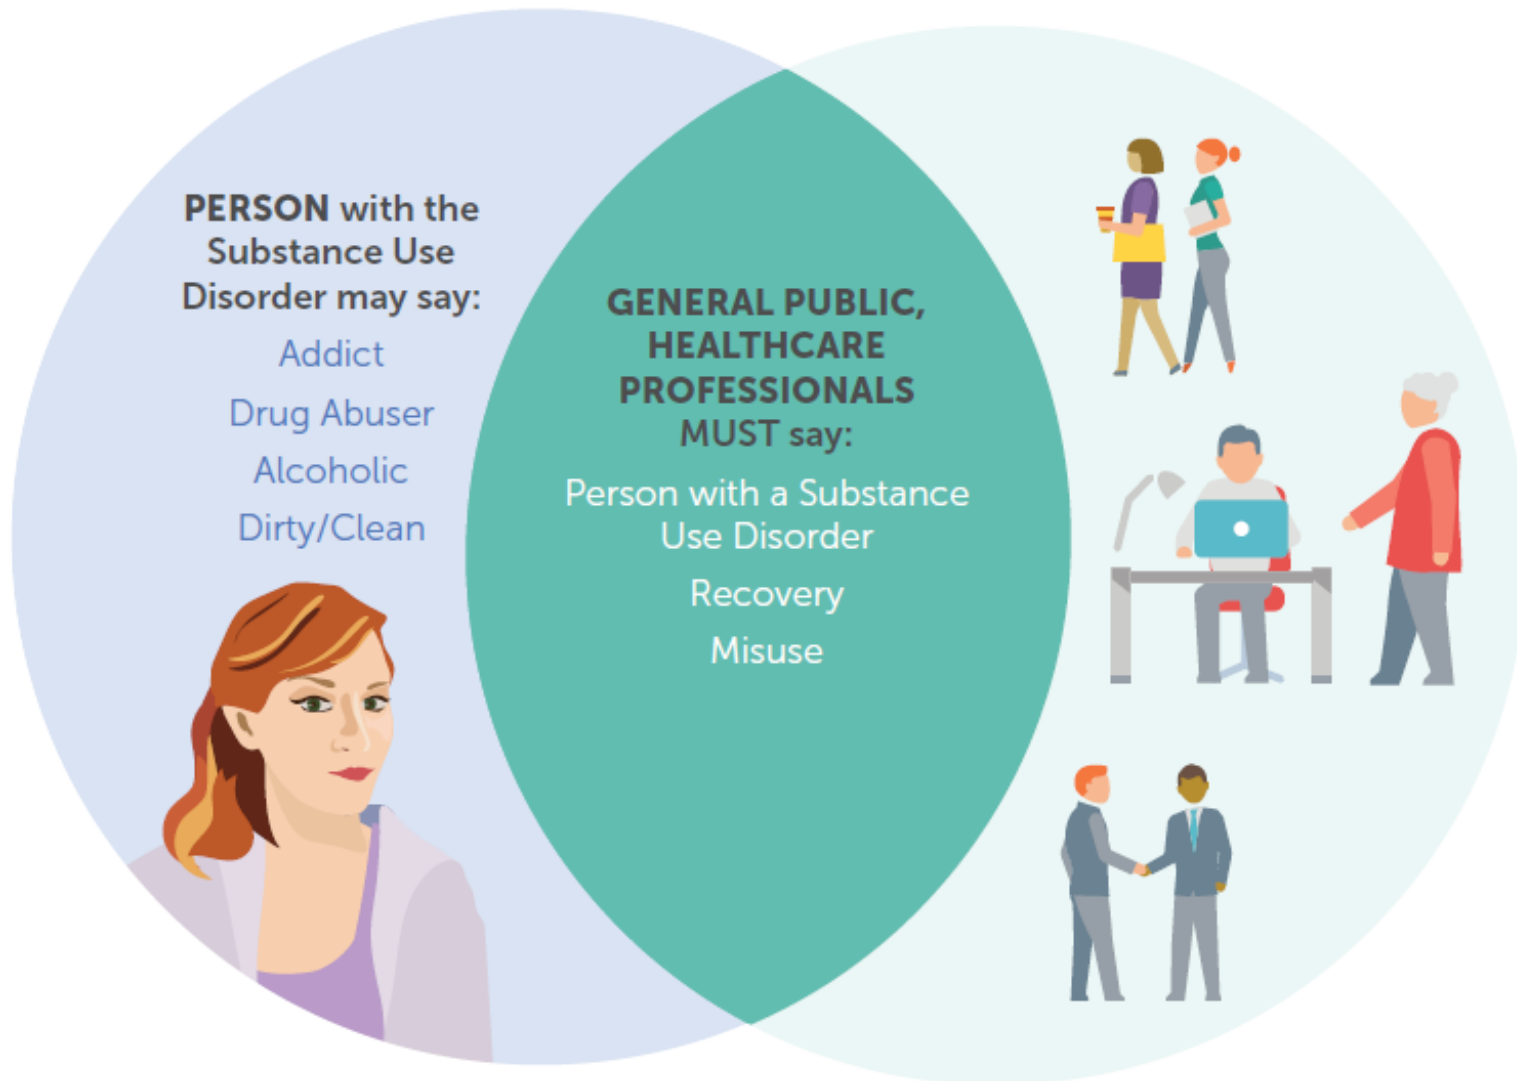 PERSON with the
Substance Use
Disorder may say:
Addict
Drug Abuser
Alcoholic
Dirty/Clean
GENERAL PUBLIC,
HEALTHCARE
PROFESSIONALS
MUST say:
Person with a Substance
Use Disorder
Recovery
Misuse